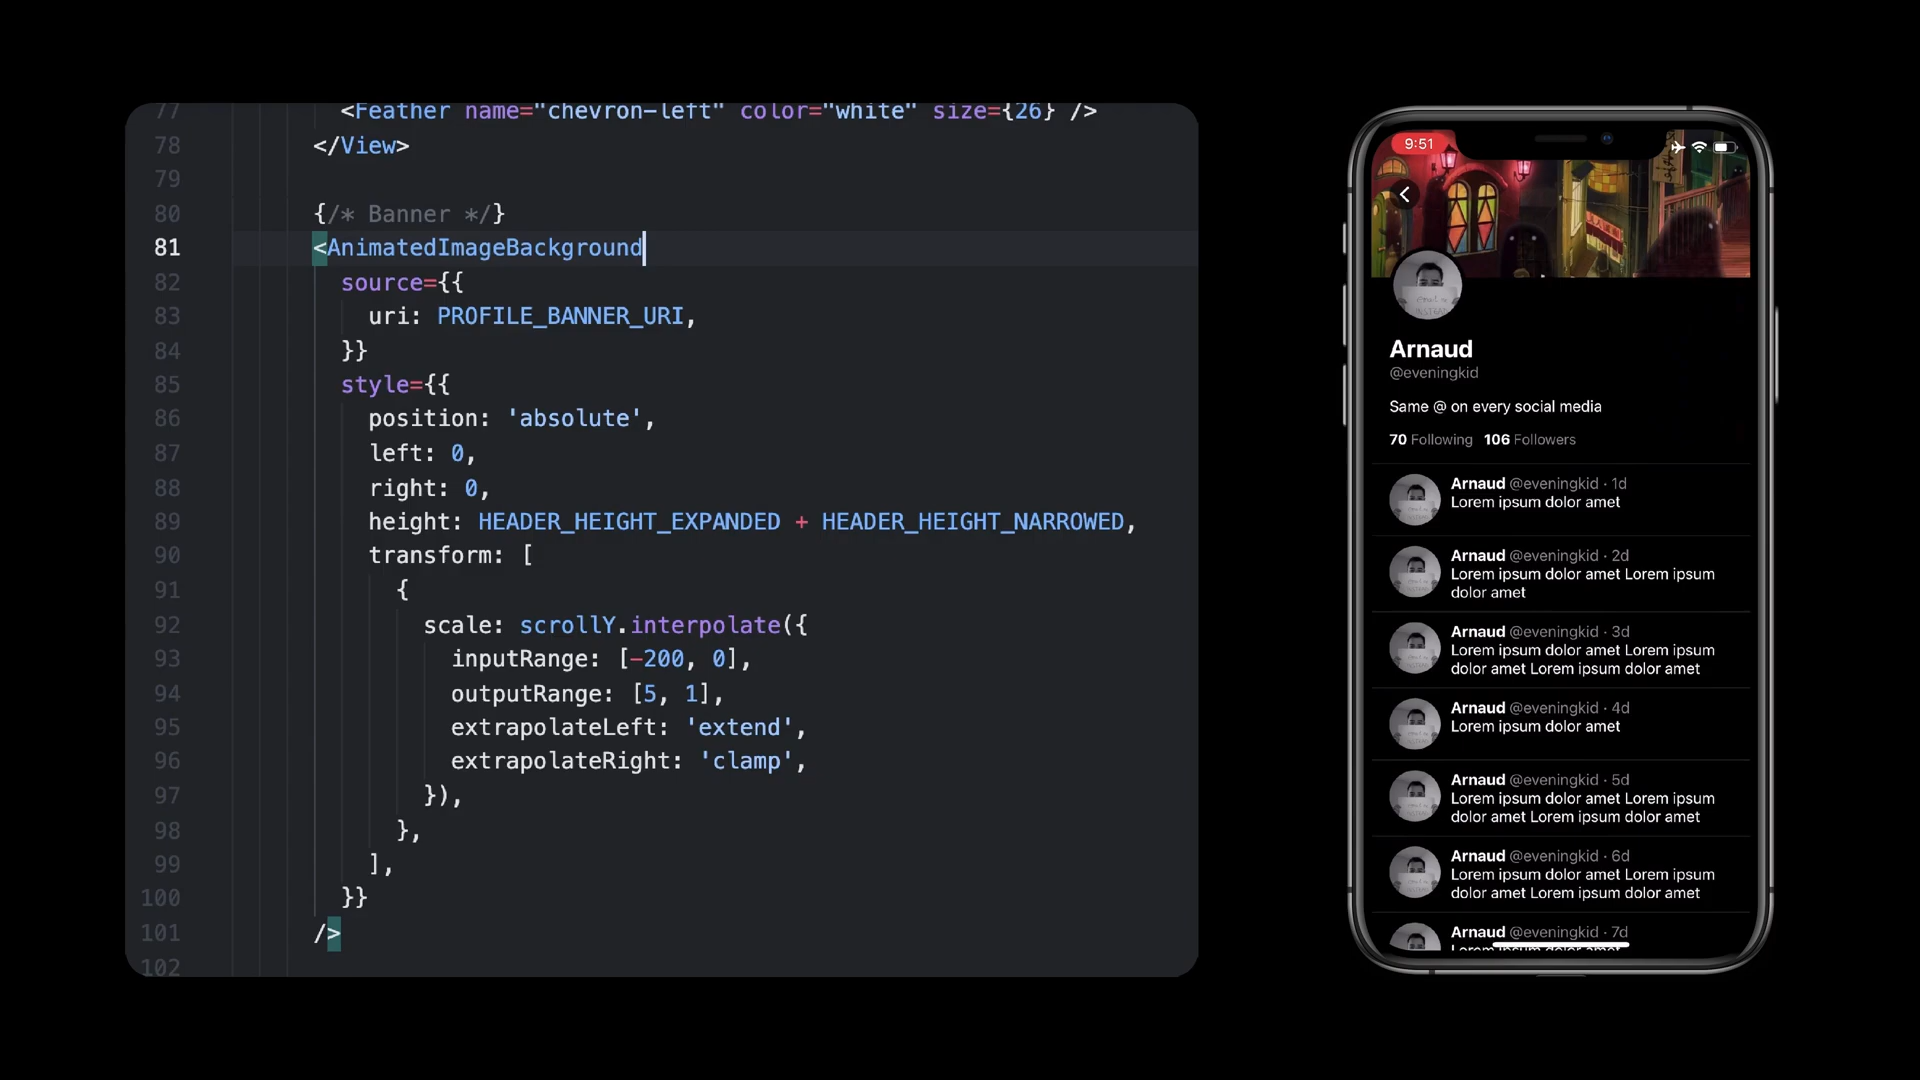 77 <Feather name="chevron-left" color="white" size={26} />
78 </View>
79
80 {/* Banner */}
81 <AnimatedImageBackground
82 source={{
83 uri: PROFILE_BANNER_URI,
84 }}
85 style={{
86 position: 'absolute',
87 left: 0,
88 right: 0,
89 height: HEADER_HEIGHT_EXPANDED + HEADER_HEIGHT_NARROWED,
90 transform: [
91 {
92 scale: scrollY.interpolate({
93 inputRange: [-200, 0],
94 outputRange: [5, 1],
95 extrapolateLeft: 'extend',
96 extrapolateRight: 'clamp',
97 }),
98 },
99 ],
100 }}
101 />
102
9:51
Arnaud
@eveningkid
Same @ on every social media
70 Following 106 Followers
Arnaud @eveningkid · 1d
Lorem ipsum dolor amet
Arnaud @eveningkid · 2d
Lorem ipsum dolor amet Lorem ipsum
dolor amet
Arnaud @eveningkid · 3d
Lorem ipsum dolor amet Lorem ipsum
dolor amet Lorem ipsum dolor amet
Arnaud @eveningkid · 4d
Lorem ipsum dolor amet
Arnaud @eveningkid · 5d
Lorem ipsum dolor amet Lorem ipsum
dolor amet Lorem ipsum dolor amet
Arnaud @eveningkid · 6d
Lorem ipsum dolor amet Lorem ipsum
dolor amet Lorem ipsum dolor amet
Arnaud @eveningkid · 7d